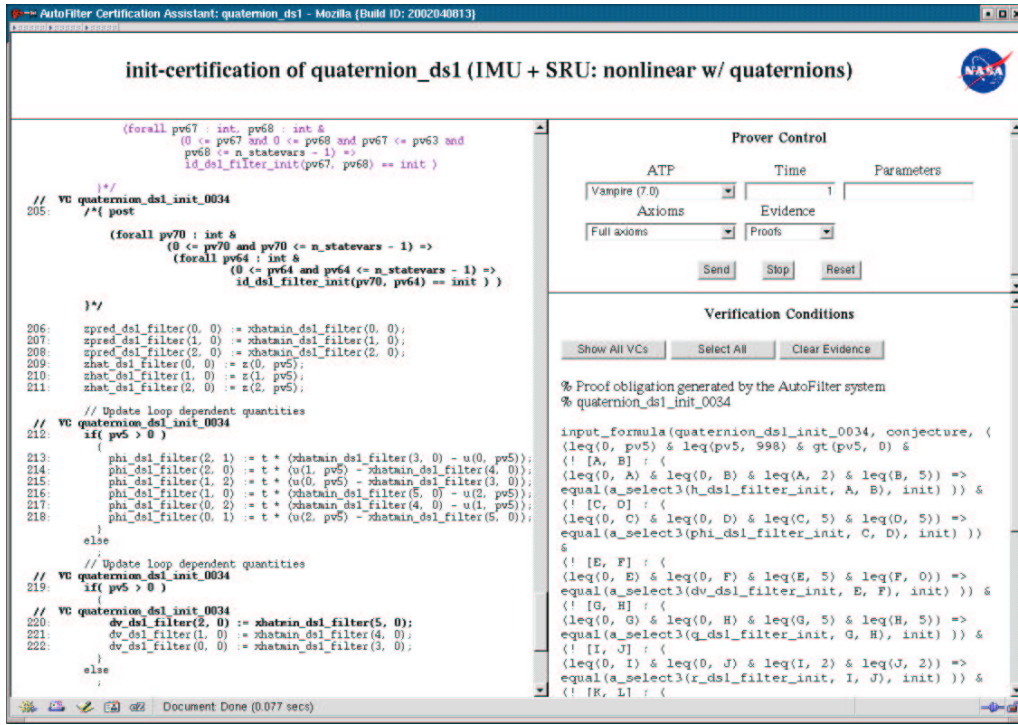 AutoFilter Certification Assistant: quaternion_ds1 - Mozilla {Build ID: 2002040813}
init-certification of quaternion_ds1 (IMU + SRU: nonlinear w/ quaternions)
NASA
(forall pv67 : int, pv68 : int &
(0 <= pv67 and 0 <= pv68 and pv67 <= pv63 and
pv68 <= n_statevars - 1) =>
id_ds1_filter_init(pv67, pv68) == init )
}*/
// VC quaternion_ds1_init_0034
205: /*{ post
(forall pv70 : int &
(0 <= pv70 and pv70 <= n_statevars - 1) =>
(forall pv64 : int &
(0 <= pv64 and pv64 <= n_statevars - 1) =>
id_ds1_filter_init(pv70, pv64) == init ) )
}*/
206: zpred_ds1_filter(0, 0) := xhatmin_ds1_filter(0, 0);
207: zpred_ds1_filter(1, 0) := xhatmin_ds1_filter(1, 0);
208: zpred_ds1_filter(2, 0) := xhatmin_ds1_filter(2, 0);
209: zhat_ds1_filter(0, 0) := z(0, pv5);
210: zhat_ds1_filter(1, 0) := z(1, pv5);
211: zhat_ds1_filter(2, 0) := z(2, pv5);
// Update loop dependent quantities
// VC quaternion_ds1_init_0034
212: if( pv5 > 0 )
{
213: phi_ds1_filter(2, 1) := t * (xhatmin_ds1_filter(3, 0) - u(0, pv5));
214: phi_ds1_filter(2, 0) := t * (u(1, pv5) - xhatmin_ds1_filter(4, 0));
215: phi_ds1_filter(1, 2) := t * (u(0, pv5) - xhatmin_ds1_filter(3, 0));
216: phi_ds1_filter(1, 0) := t * (xhatmin_ds1_filter(5, 0) - u(2, pv5));
217: phi_ds1_filter(0, 2) := t * (xhatmin_ds1_filter(4, 0) - u(1, pv5));
218: phi_ds1_filter(0, 1) := t * (u(2, pv5) - xhatmin_ds1_filter(5, 0));
}
else
;
// Update loop dependent quantities
// VC quaternion_ds1_init_0034
219: if( pv5 > 0 )
{
// VC quaternion_ds1_init_0034
220: dv_ds1_filter(2, 0) := xhatmin_ds1_filter(5, 0);
221: dv_ds1_filter(1, 0) := xhatmin_ds1_filter(4, 0);
222: dv_ds1_filter(0, 0) := xhatmin_ds1_filter(3, 0);
}
else
;
Prover Control
ATP Time Parameters
Vampire (7.0) 1
Axioms Evidence
Full axioms Proofs
Send Stop Reset
Verification Conditions
Show All VCs Select All Clear Evidence
% Proof obligation generated by the AutoFilter system
% quaternion_ds1_init_0034
input_formula(quaternion_ds1_init_0034, conjecture, (
(leq(0, pv5) & leq(pv5, 998) & gt(pv5, 0) &
(! [A, B] : (
(leq(0, A) & leq(0, B) & leq(A, 2) & leq(B, 5)) =>
equal(a_select3(h_ds1_filter_init, A, B), init) )) &
(! [C, D] : (
(leq(0, C) & leq(0, D) & leq(C, 5) & leq(D, 5)) =>
equal(a_select3(phi_ds1_filter_init, C, D), init) ))
&
(! [E, F] : (
(leq(0, E) & leq(0, F) & leq(E, 5) & leq(F, 0)) =>
equal(a_select3(dv_ds1_filter_init, E, F), init) )) &
(! [G, H] : (
(leq(0, G) & leq(0, H) & leq(G, 5) & leq(H, 5)) =>
equal(a_select3(q_ds1_filter_init, G, H), init) )) &
(! [I, J] : (
(leq(0, I) & leq(0, J) & leq(I, 2) & leq(J, 2)) =>
equal(a_select3(r_ds1_filter_init, I, J), init) )) &
(! [K, L] : (
Document: Done (0.077 secs)